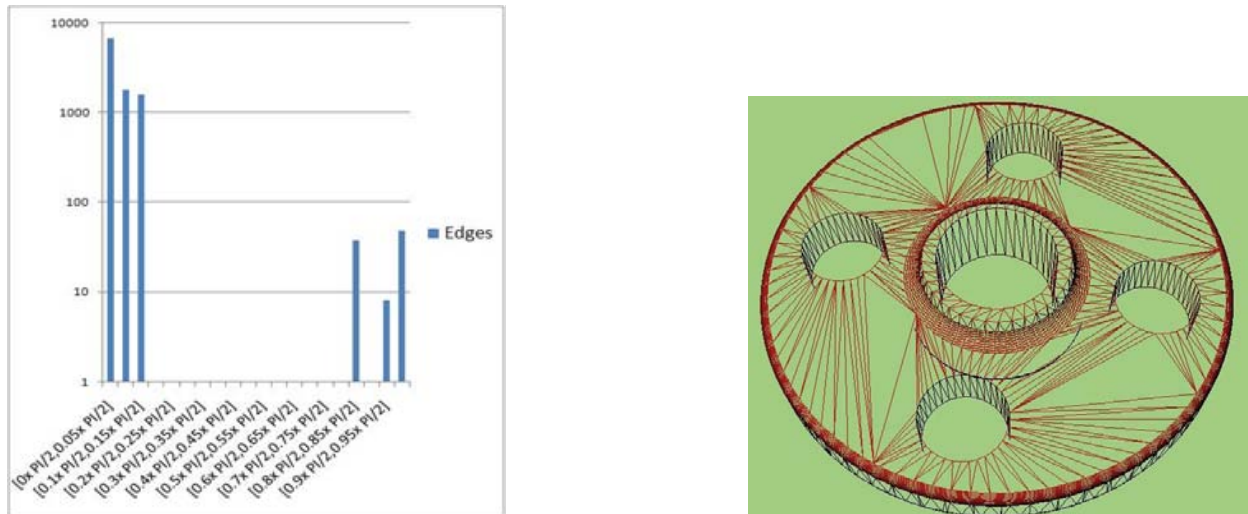 10000
1000
100
10
1
Edges
[0x Pi/2,0.05x Pi/2]
[0.1x Pi/2,0.15x Pi/2]
[0.2x Pi/2,0.25x Pi/2]
[0.3x Pi/2,0.35x Pi/2]
[0.4x Pi/2,0.45x Pi/2]
[0.5x Pi/2,0.55x Pi/2]
[0.6x Pi/2,0.65x Pi/2]
[0.7x Pi/2,0.75x Pi/2]
[0.8x Pi/2,0.85x Pi/2]
[0.9x Pi/2,0.95x Pi/2]